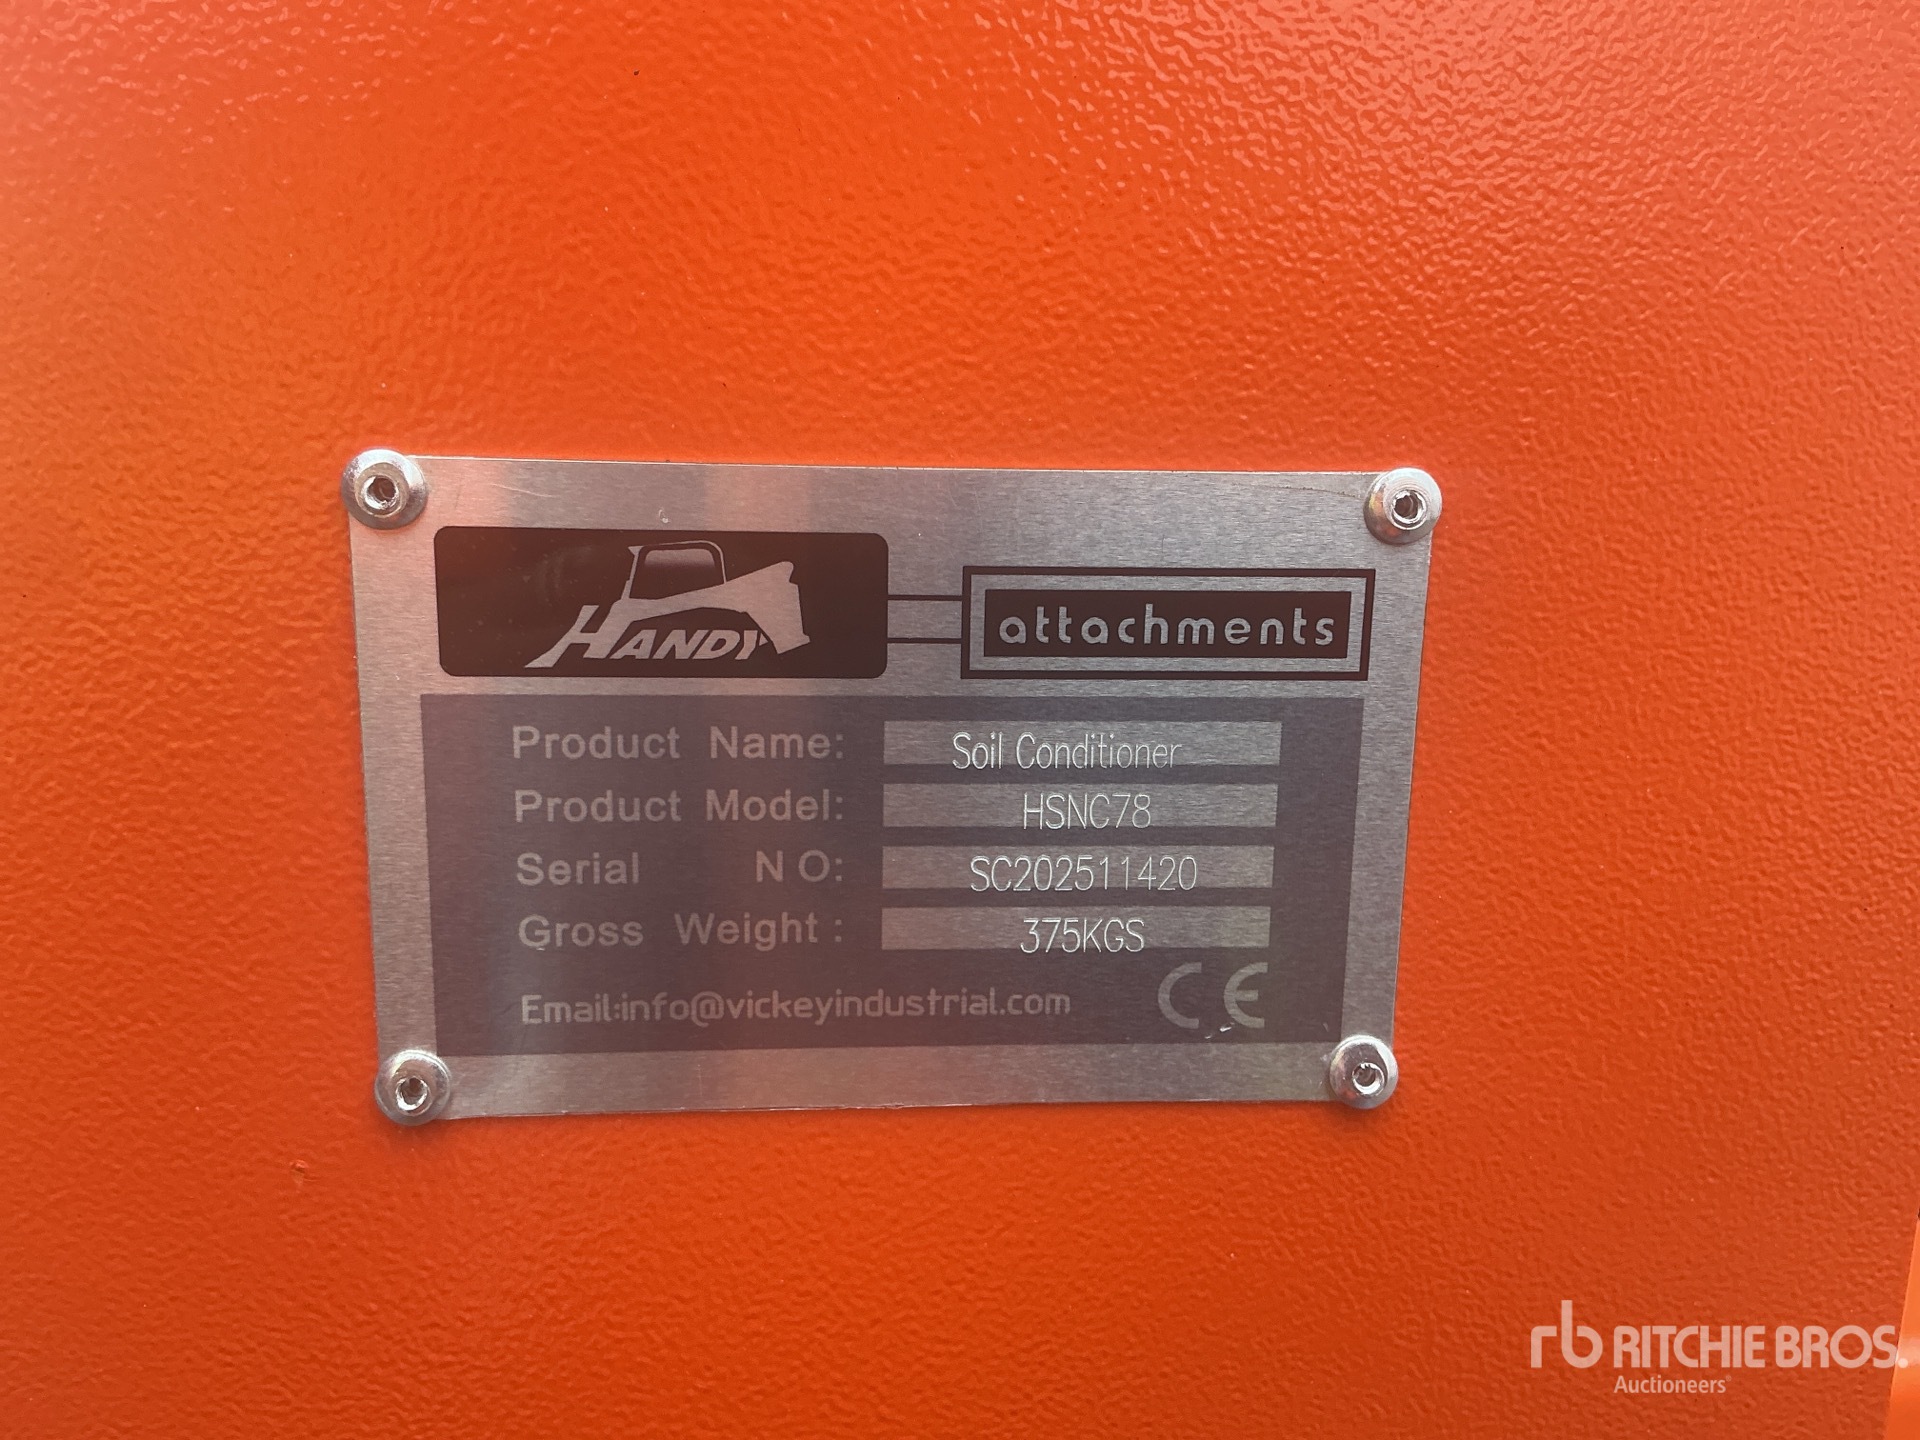 HANDY
attachments
Product Name: Soil Conditioner
Product Model: HSNC78
Serial NO: SC202511420
Gross Weight: 375KGS
Email:info@vickeyindustrial.com CE
rb RITCHIE BROS.
Auctioneers